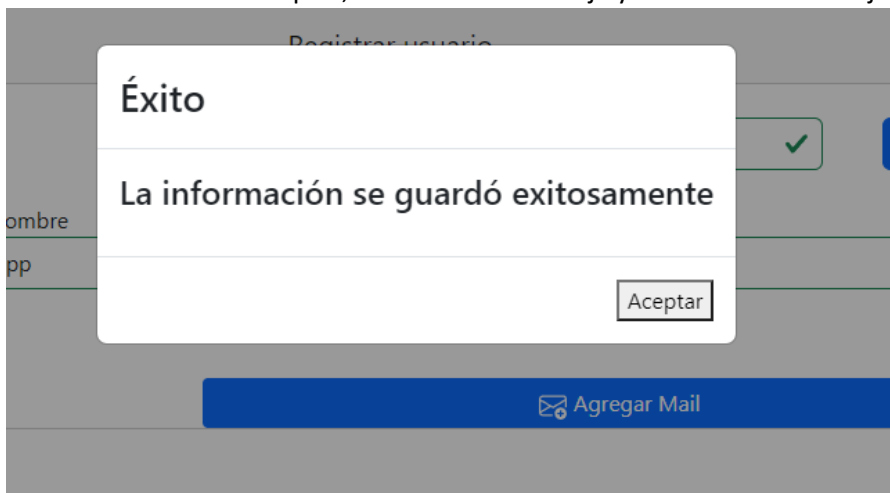 Registrar usuario
Éxito
La información se guardó exitosamente
ombre
pp
Aceptar
Agregar Mail